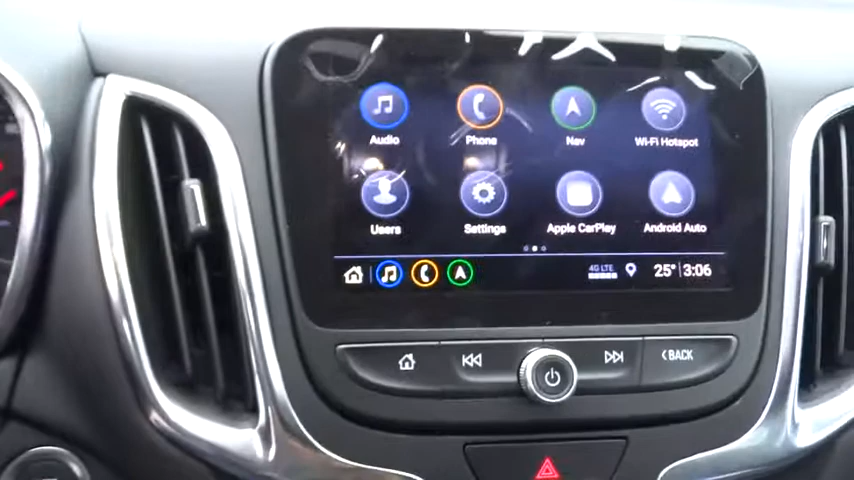 Audio Phone Nav Wi-Fi Hotspot
Users Settings Apple CarPlay Android Auto
4G LTE 25° 3:06
BACK